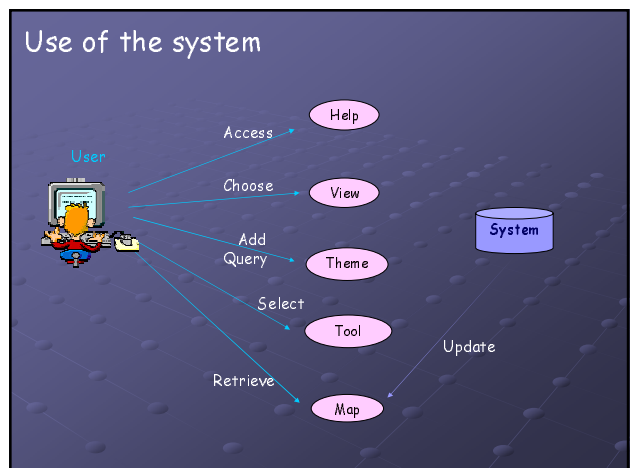 Use of the system
Help
Access
User
Choose
View
System
Add
Query
Theme
Select
Tool
Update
Retrieve
Map